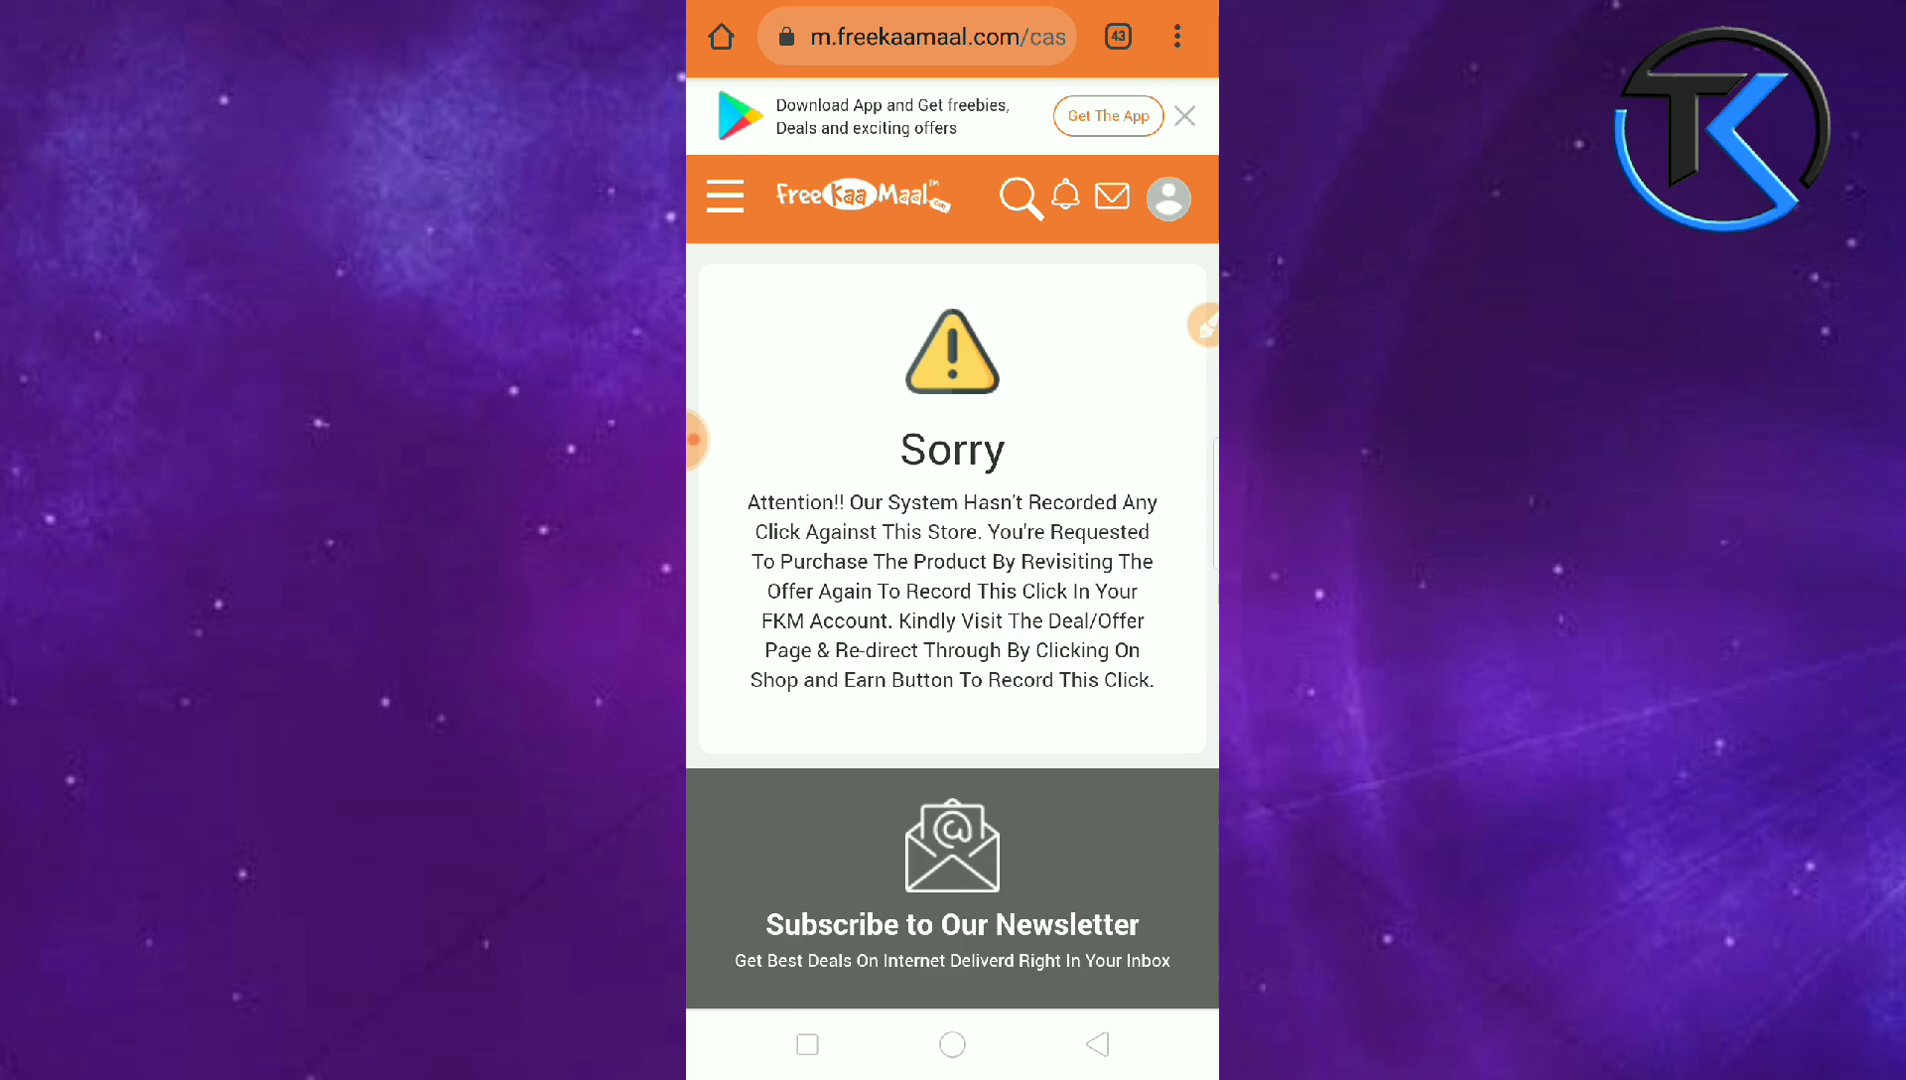 m.freekaamaal.com/cas
43
Download App and Get freebies,
Deals and exciting offers
Get The App
Free Kaa Maal™
TK
Sorry
Attention!! Our System Hasn't Recorded Any
Click Against This Store. You're Requested
To Purchase The Product By Revisiting The
Offer Again To Record This Click In Your
FKM Account. Kindly Visit The Deal/Offer
Page & Re-direct Through By Clicking On
Shop and Earn Button To Record This Click.
@
Subscribe to Our Newsletter
Get Best Deals On Internet Deliverd Right In Your Inbox